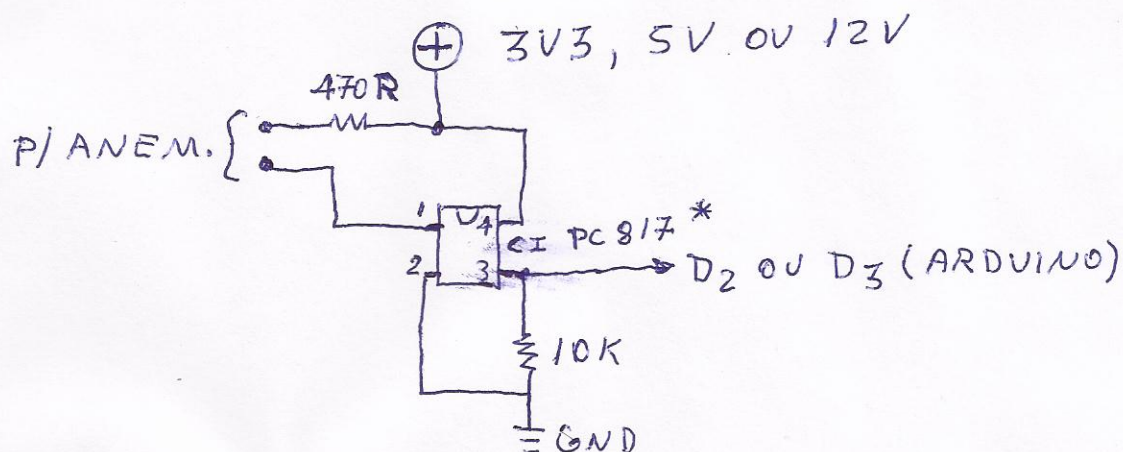 3V3, 5V OU 12V
470R
P/ ANEM.
1
4
CI PC 817 *
2
3
D2 OU D3 (ARDUINO)
10K
GND